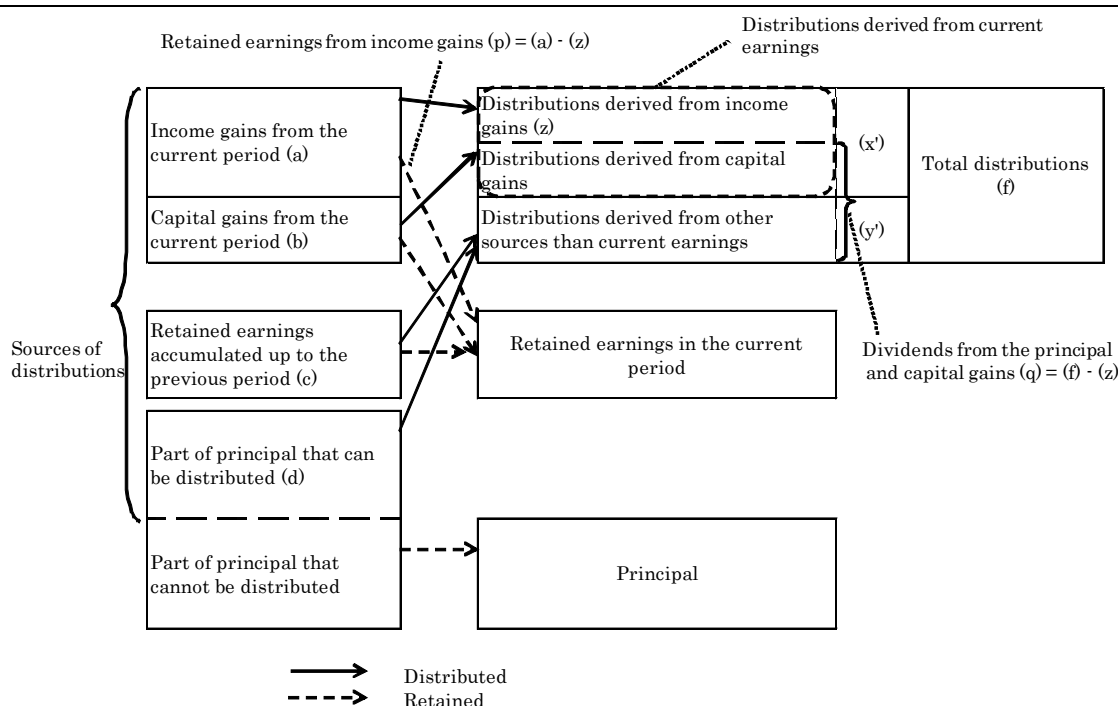 Retained earnings from income gains (p) = (a) - (z)
Distributions derived from current
earnings
Income gains from the
current period (a)
Capital gains from the
current period (b)
Distributions derived from income
gains (z)
Distributions derived from capital
gains
Distributions derived from other
sources than current earnings
(x')
(y')
Total distributions
(f)
Sources of
distributions
Retained earnings
accumulated up to the
previous period (c)
Retained earnings in the current
period
Dividends from the principal
and capital gains (q) = (f) - (z)
Part of principal that can
be distributed (d)
Part of principal that
cannot be distributed
Principal
Distributed
Retained